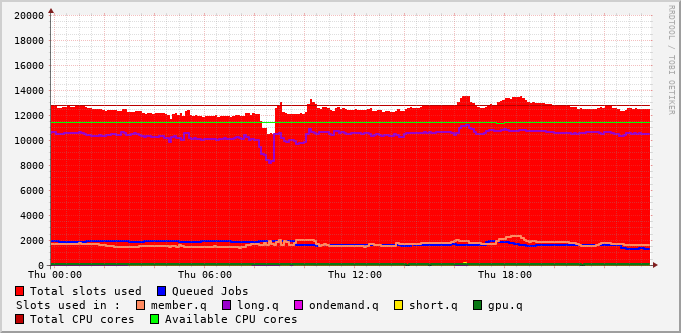 20000
18000
16000
14000
12000
10000
8000
6000
4000
2000
0
Thu 00:00 Thu 06:00 Thu 12:00 Thu 18:00
RRDTOOL / TOBI OETIKER
Total slots used Queued Jobs
Slots used in : member.q long.q ondemand.q short.q gpu.q
Total CPU cores Available CPU cores